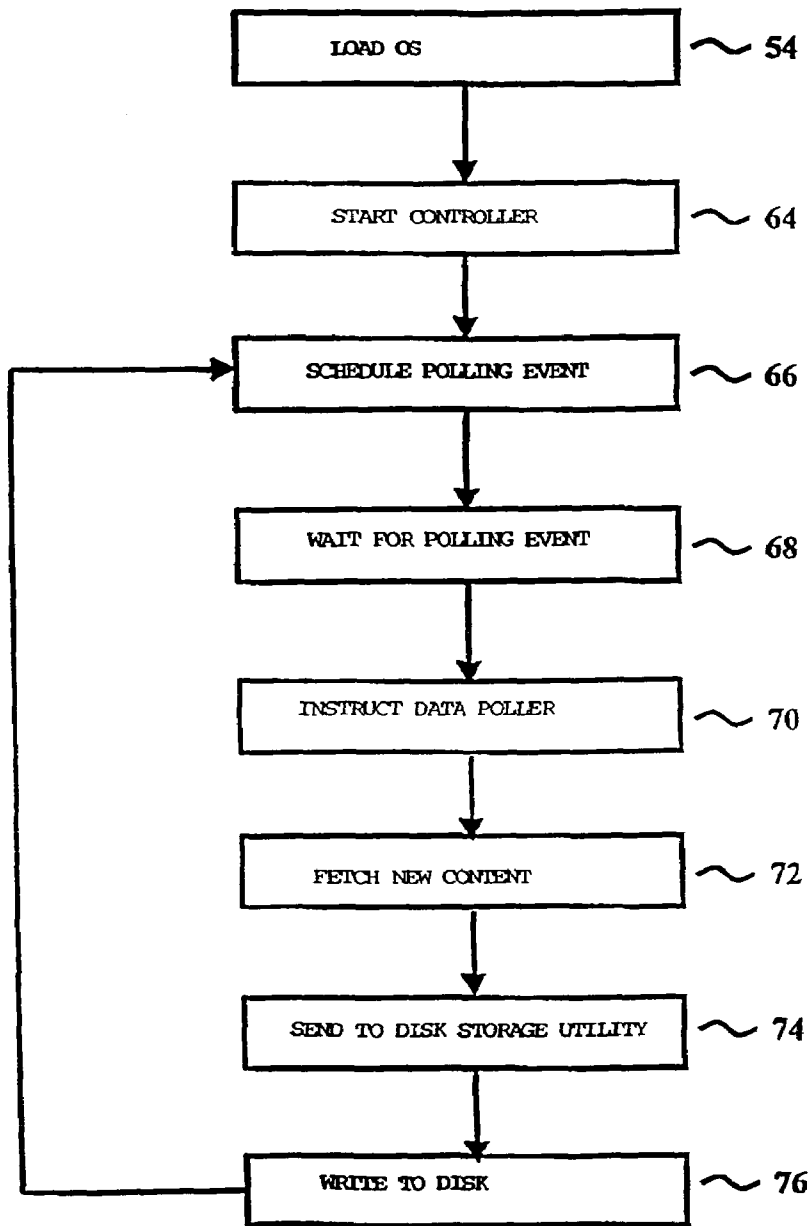 LOAD OS 54
START CONTROLLER 64
SCHEDULE POLLING EVENT 66
WAIT FOR POLLING EVENT 68
INSTRUCT DATA POLLER 70
FETCH NEW CONTENT 72
SEND TO DISK STORAGE UTILITY 74
WRITE TO DISK 76